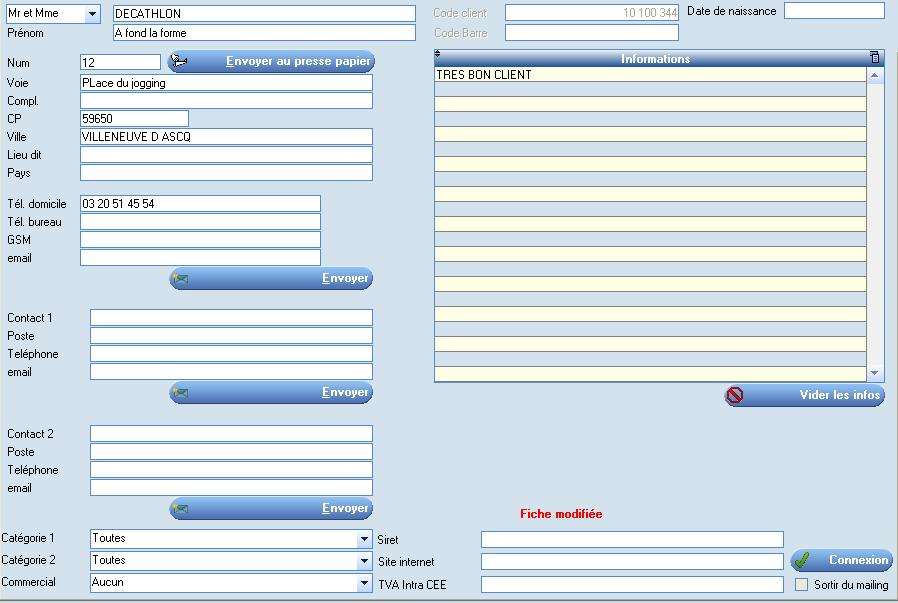 Mr et Mme DECATHLON Code client 10 100 344 Date de naissance
Prénom A fond la forme Code Barre
Num 12 Envoyer au presse papier
Informations
Voie PLace du jogging
TRES BON CLIENT
Compl.
CP 59650
Ville VILLENEUVE D ASCQ
Lieu dit
Pays
Tél. domicile 03 20 51 45 54
Tél. bureau
GSM
email
Envoyer
Contact 1
Poste
Teléphone
email
Envoyer
Vider les infos
Contact 2
Poste
Teléphone
email
Envoyer
Fiche modifiée
Catégorie 1 Toutes Siret
Catégorie 2 Toutes Site internet Connexion
Commercial Aucun TVA Intra CEE Sortir du mailing